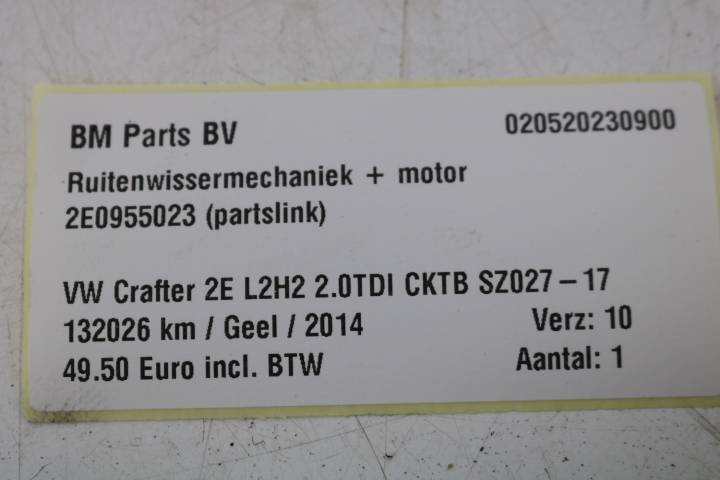 BM Parts BV 020520230900
Ruitenwissermechaniek + motor
2E0955023 (partslink)
VW Crafter 2E L2H2 2.0TDI CKTB SZ027-17
132026 km / Geel / 2014 Verz: 10
49.50 Euro incl. BTW Aantal: 1